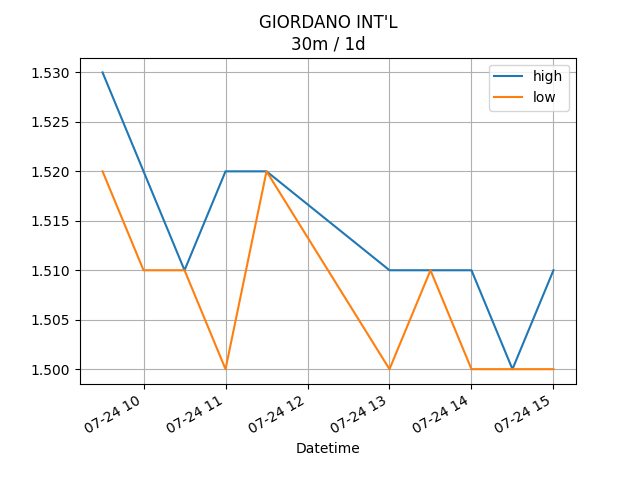 GIORDANO INT'L
30m / 1d
high
low
1.530
1.525
1.520
1.515
1.510
1.505
1.500
07-24 10
07-24 11
07-24 12
07-24 13
07-24 14
07-24 15
Datetime